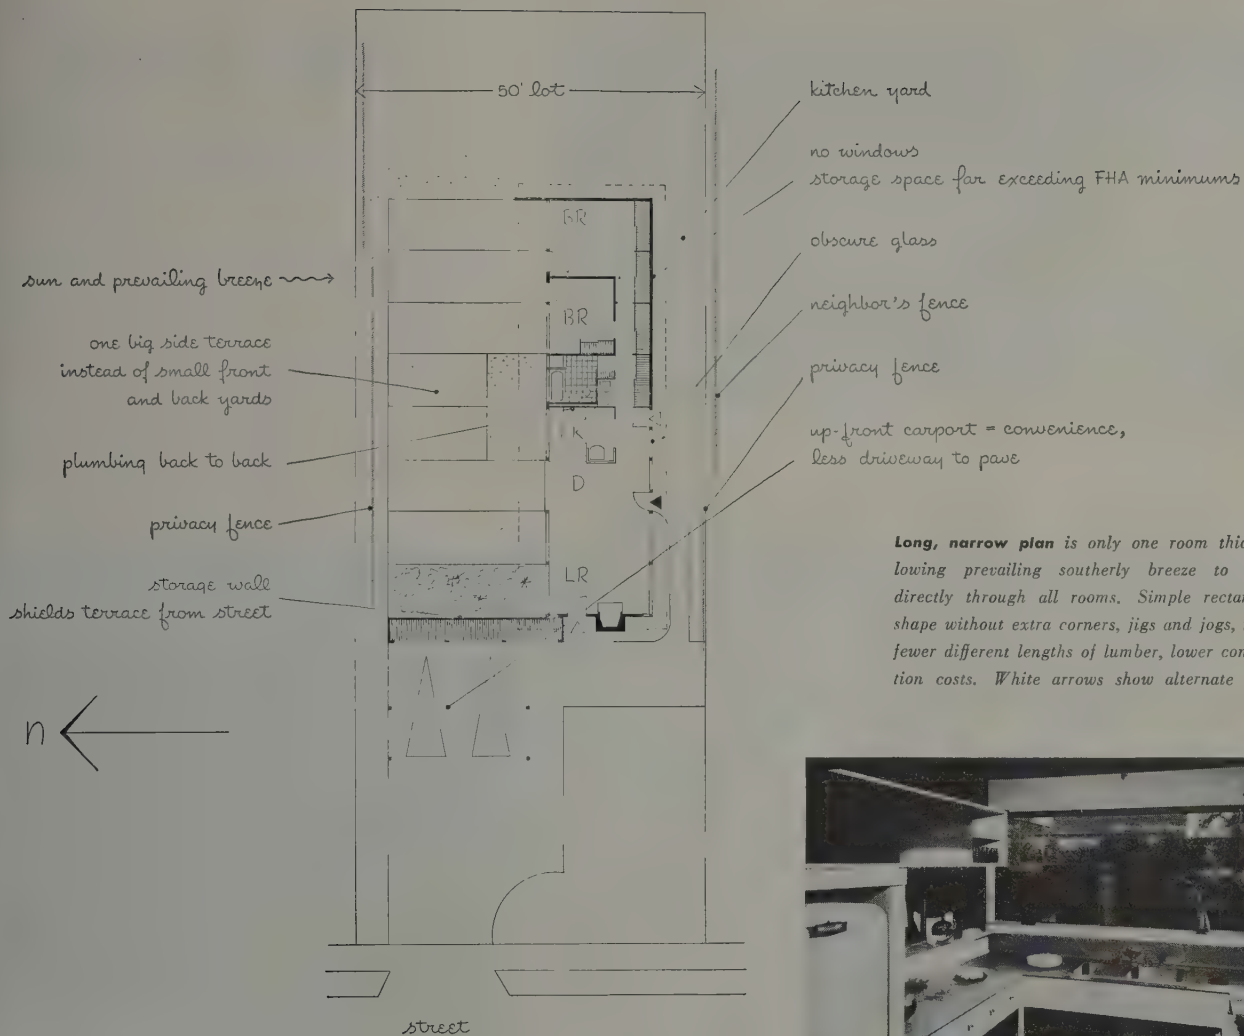 50' lot
kitchen yard
no windows
storage space far exceeding FHA minimums
obscure glass
neighbor's fence
privacy fence
up-front carport = convenience,
less driveway to pave
sun and prevailing breeze
one big side terrace
instead of small front
and back yards
plumbing back to back
privacy fence
storage wall
shields terrace from street
BR
BR
K
D
LR
n
street
Long, narrow plan is only one room thic
lowing prevailing southerly breeze to
directly through all rooms. Simple recta
shape without extra corners, jigs and jogs,
fewer different lengths of lumber, lower con
tion costs. White arrows show alternate